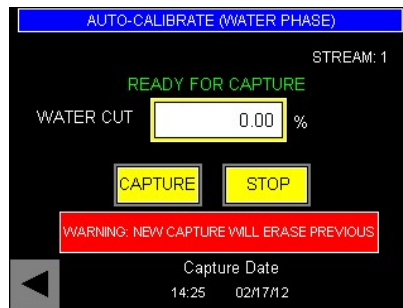 AUTO-CALIBRATE (WATER PHASE)
STREAM: 1
READY FOR CAPTURE
WATER CUT 0.00 %
CAPTURE STOP
WARNING: NEW CAPTURE WILL ERASE PREVIOUS
Capture Date
14:25 02/17/12